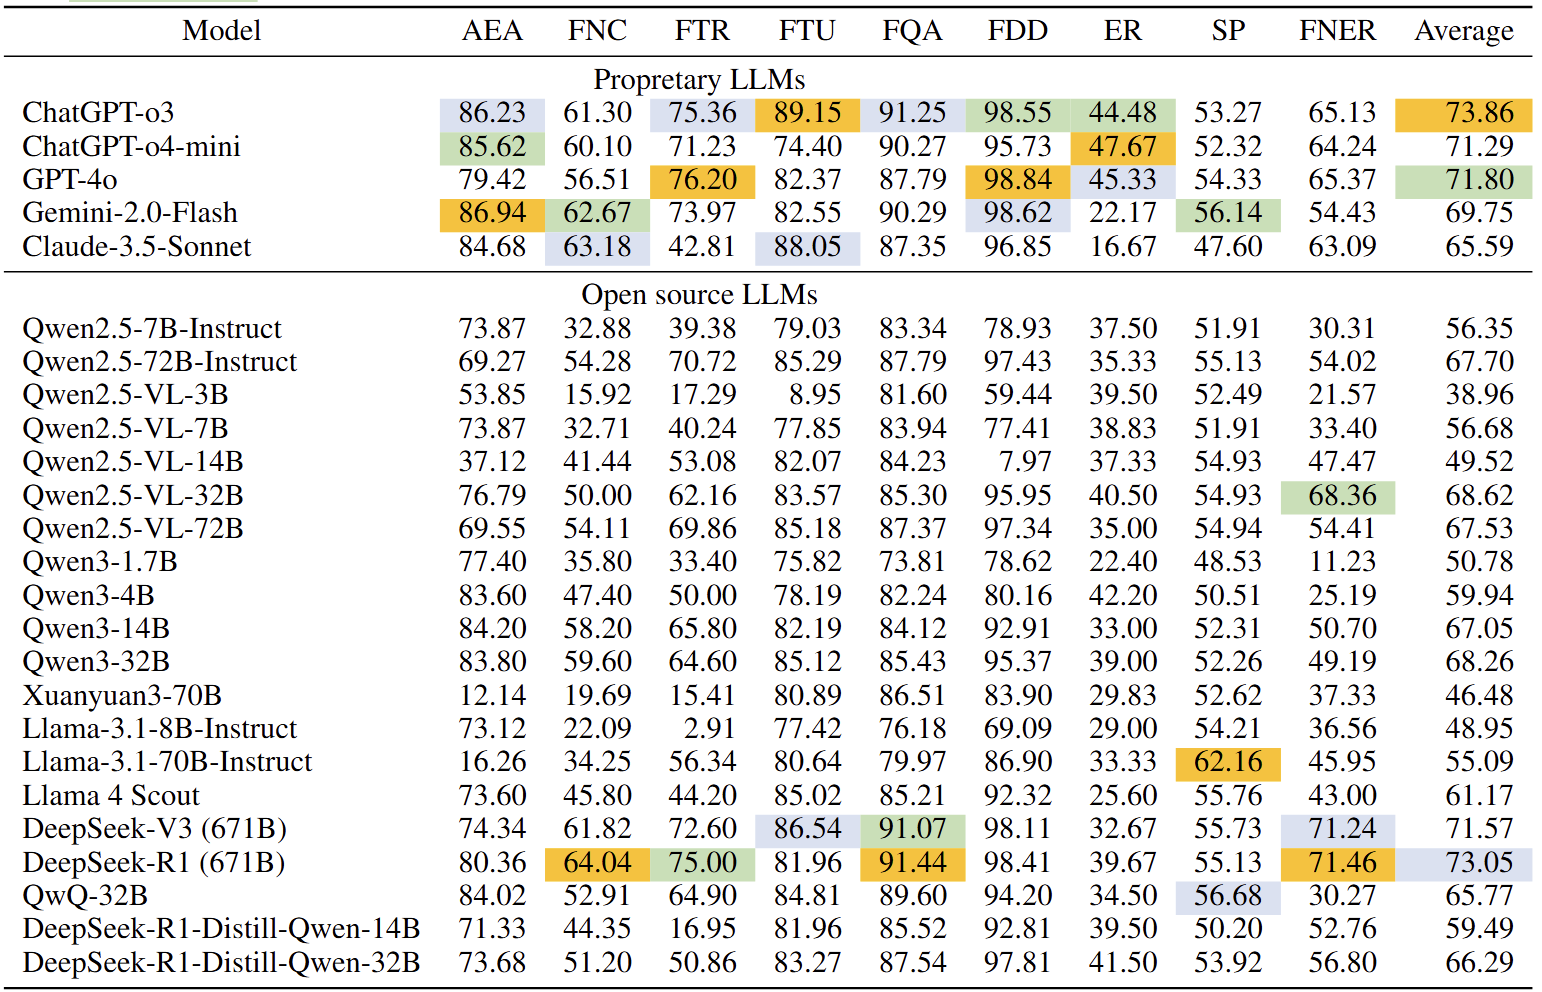 Model AEA FNC FTR FTU FQA FDD ER SP FNER Average
Propretary LLMs
ChatGPT-o3 86.23 61.30 75.36 89.15 91.25 98.55 44.48 53.27 65.13 73.86
ChatGPT-o4-mini 85.62 60.10 71.23 74.40 90.27 95.73 47.67 52.32 64.24 71.29
GPT-4o 79.42 56.51 76.20 82.37 87.79 98.84 45.33 54.33 65.37 71.80
Gemini-2.0-Flash 86.94 62.67 73.97 82.55 90.29 98.62 22.17 56.14 54.43 69.75
Claude-3.5-Sonnet 84.68 63.18 42.81 88.05 87.35 96.85 16.67 47.60 63.09 65.59
Open source LLMs
Qwen2.5-7B-Instruct 73.87 32.88 39.38 79.03 83.34 78.93 37.50 51.91 30.31 56.35
Qwen2.5-72B-Instruct 69.27 54.28 70.72 85.29 87.79 97.43 35.33 55.13 54.02 67.70
Qwen2.5-VL-3B 53.85 15.92 17.29 8.95 81.60 59.44 39.50 52.49 21.57 38.96
Qwen2.5-VL-7B 73.87 32.71 40.24 77.85 83.94 77.41 38.83 51.91 33.40 56.68
Qwen2.5-VL-14B 37.12 41.44 53.08 82.07 84.23 7.97 37.33 54.93 47.47 49.52
Qwen2.5-VL-32B 76.79 50.00 62.16 83.57 85.30 95.95 40.50 54.93 68.36 68.62
Qwen2.5-VL-72B 69.55 54.11 69.86 85.18 87.37 97.34 35.00 54.94 54.41 67.53
Qwen3-1.7B 77.40 35.80 33.40 75.82 73.81 78.62 22.40 48.53 11.23 50.78
Qwen3-4B 83.60 47.40 50.00 78.19 82.24 80.16 42.20 50.51 25.19 59.94
Qwen3-14B 84.20 58.20 65.80 82.19 84.12 92.91 33.00 52.31 50.70 67.05
Qwen3-32B 83.80 59.60 64.60 85.12 85.43 95.37 39.00 52.26 49.19 68.26
Xuanyuan3-70B 12.14 19.69 15.41 80.89 86.51 83.90 29.83 52.62 37.33 46.48
Llama-3.1-8B-Instruct 73.12 22.09 2.91 77.42 76.18 69.09 29.00 54.21 36.56 48.95
Llama-3.1-70B-Instruct 16.26 34.25 56.34 80.64 79.97 86.90 33.33 62.16 45.95 55.09
Llama 4 Scout 73.60 45.80 44.20 85.02 85.21 92.32 25.60 55.76 43.00 61.17
DeepSeek-V3 (671B) 74.34 61.82 72.60 86.54 91.07 98.11 32.67 55.73 71.24 71.57
DeepSeek-R1 (671B) 80.36 64.04 75.00 81.96 91.44 98.41 39.67 55.13 71.46 73.05
QwQ-32B 84.02 52.91 64.90 84.81 89.60 94.20 34.50 56.68 30.27 65.77
DeepSeek-R1-Distill-Qwen-14B 71.33 44.35 16.95 81.96 85.52 92.81 39.50 50.20 52.76 59.49
DeepSeek-R1-Distill-Qwen-32B 73.68 51.20 50.86 83.27 87.54 97.81 41.50 53.92 56.80 66.29